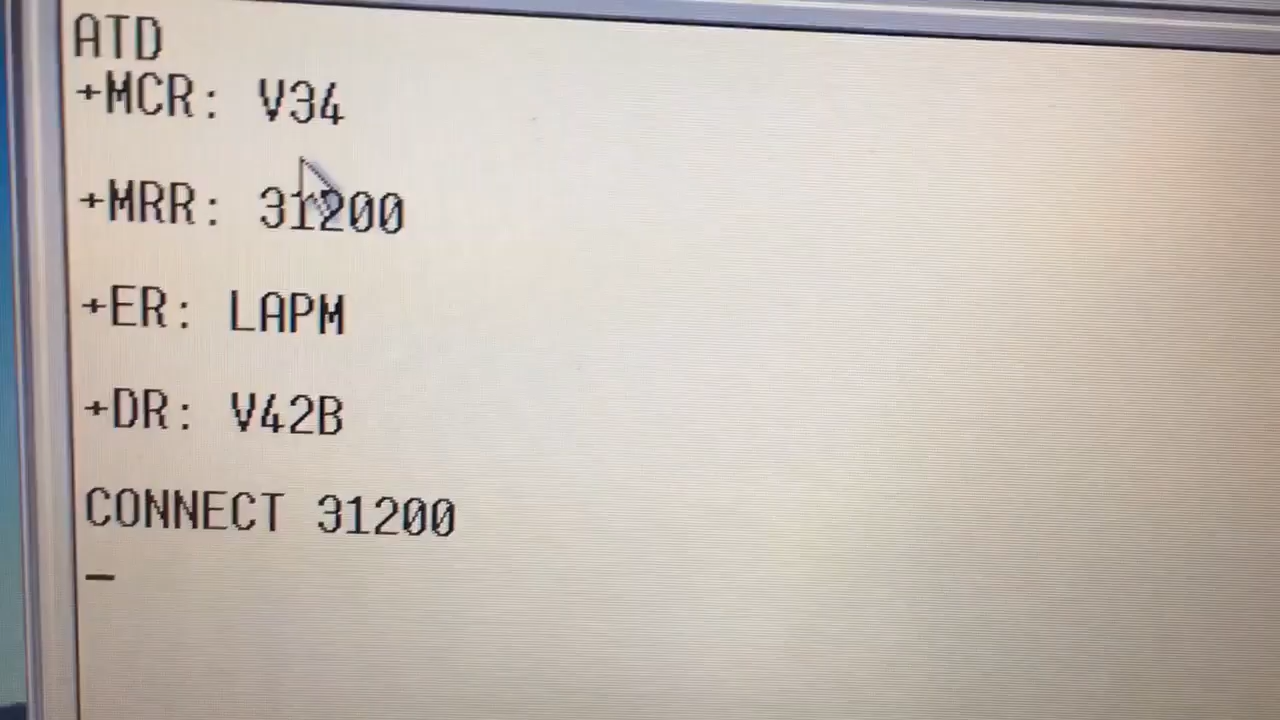 ATD
+MCR: V34
+MRR: 31200
+ER: LAPM
+DR: V42B
CONNECT 31200
_